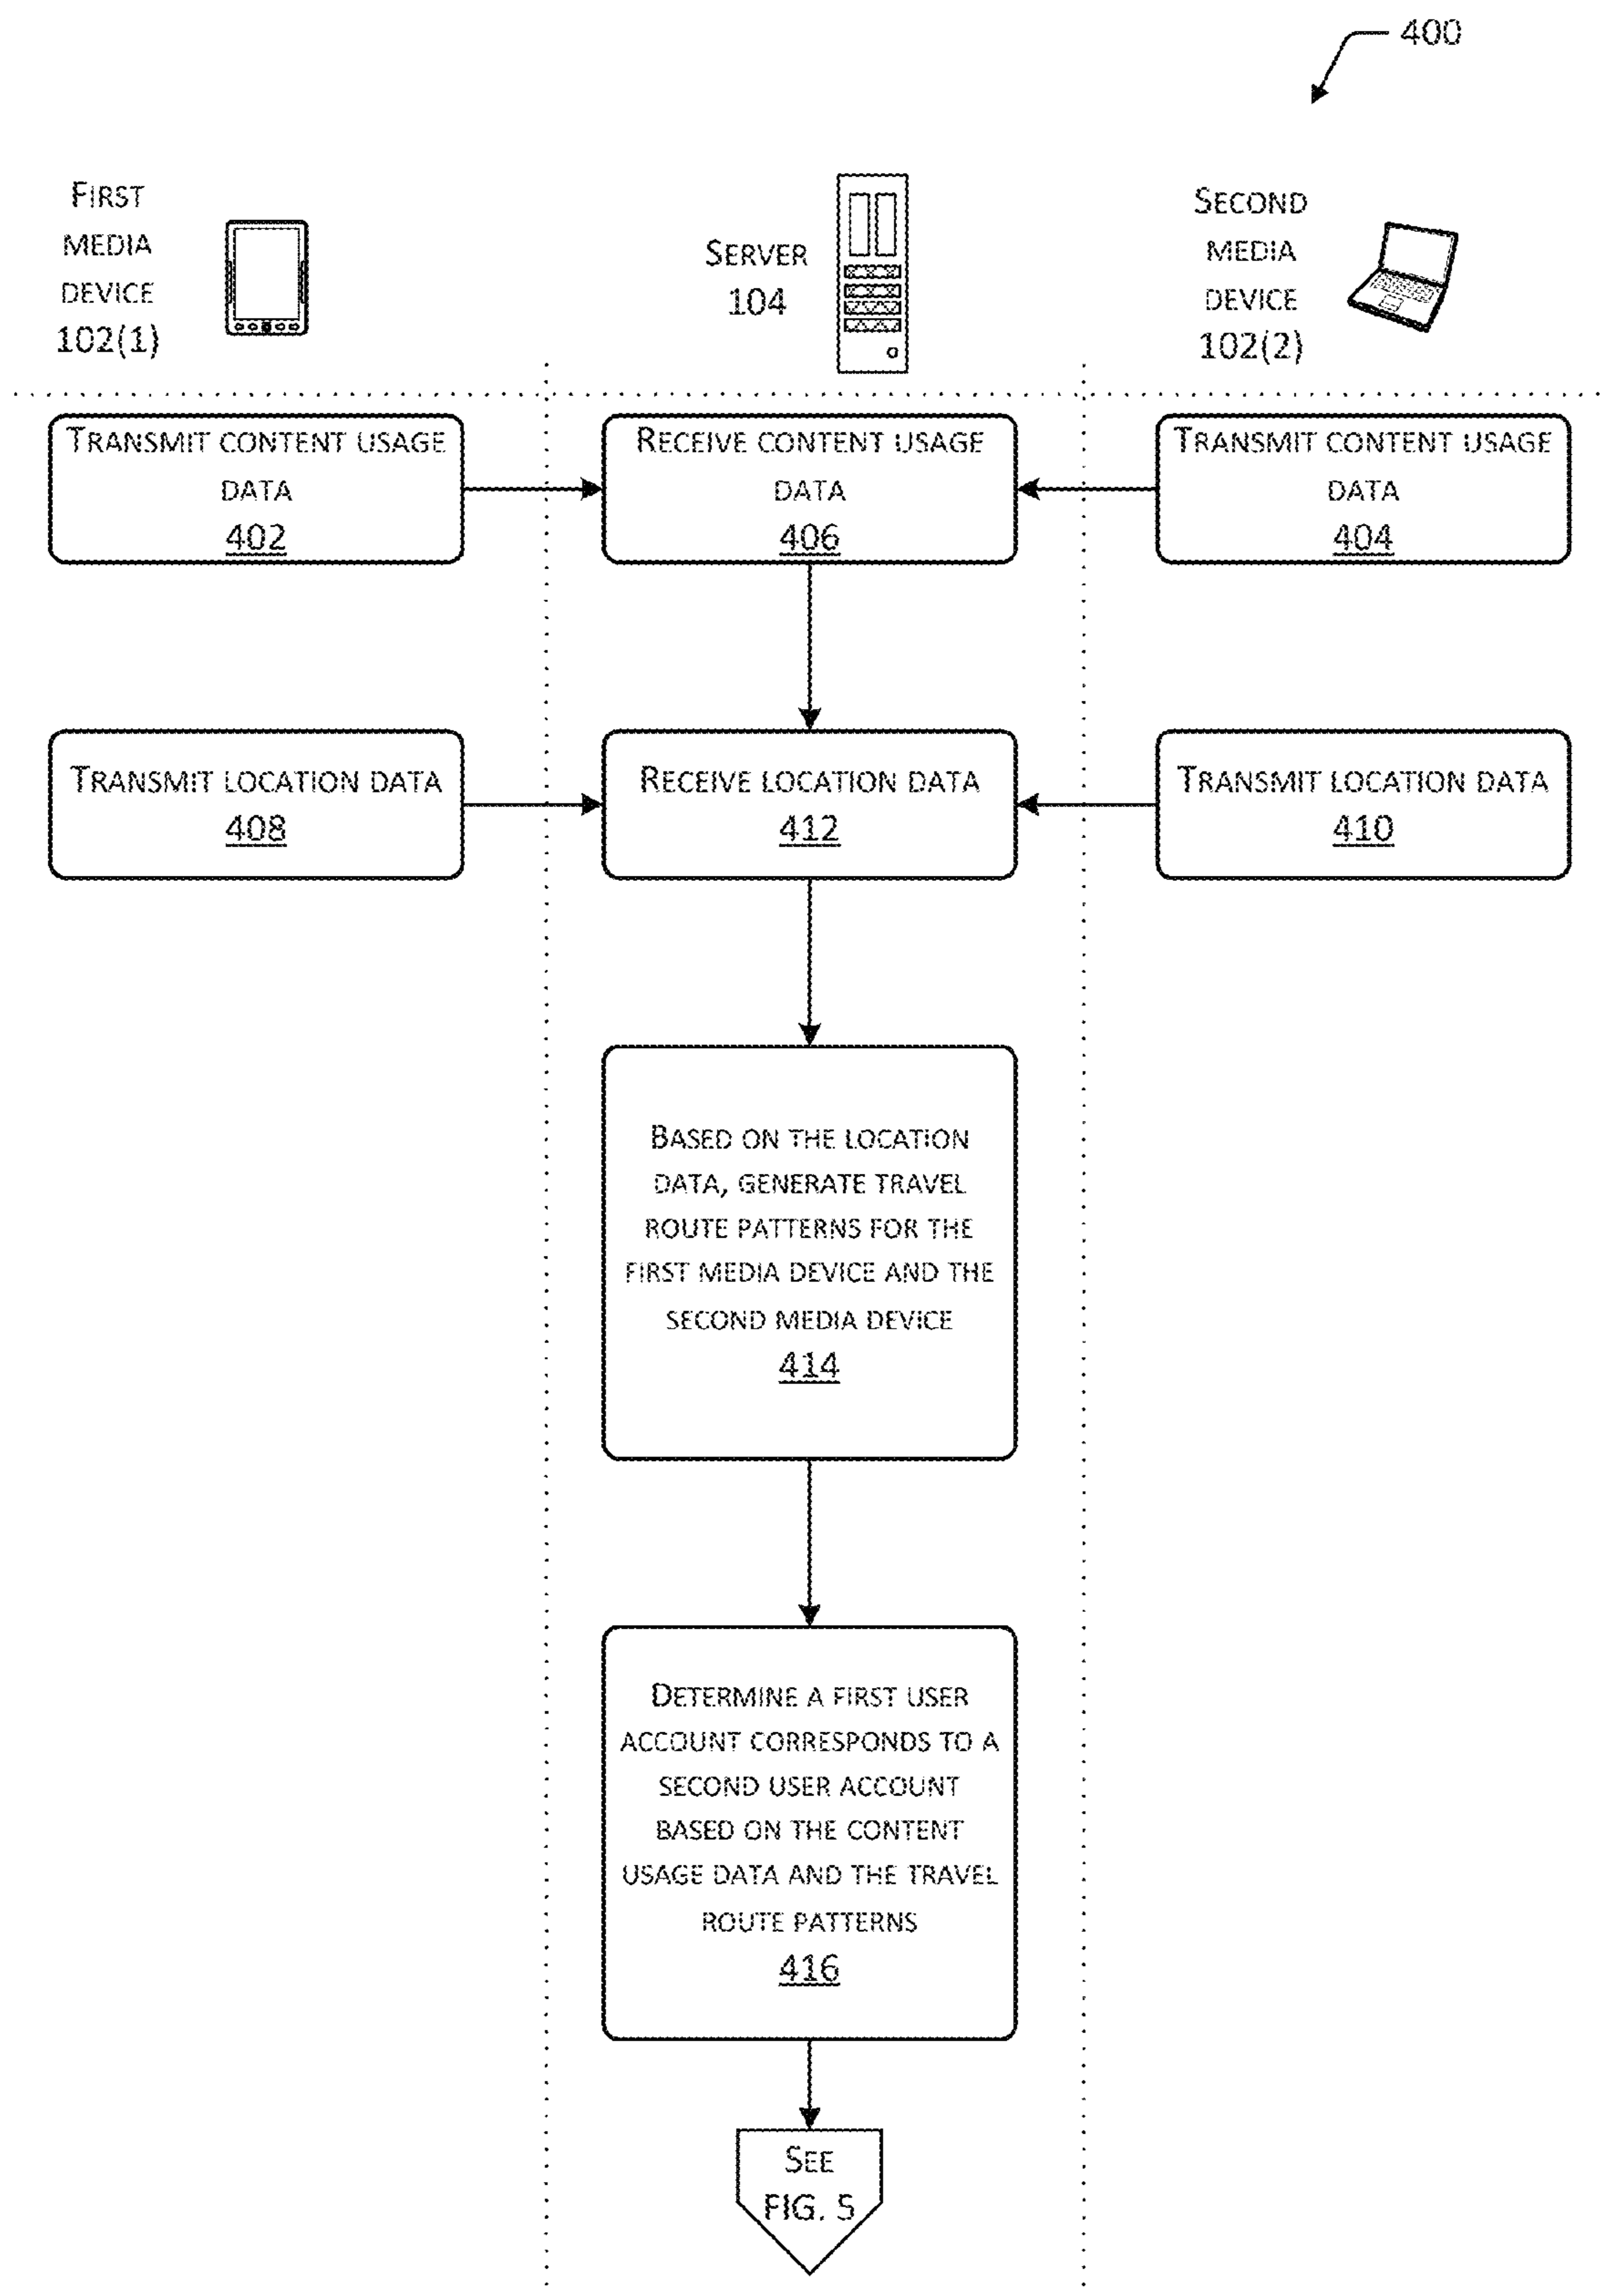 400
First
media
device
102(1)
Server
104
Second
media
device
102(2)
Transmit content usage
data
402
Receive content usage
data
406
Transmit content usage
data
404
Transmit location data
408
Receive location data
412
Transmit location data
410
Based on the location
data, generate travel
route patterns for the
first media device and the
second media device
414
Determine a first user
account corresponds to a
second user account
based on the content
usage data and the travel
route patterns
416
See
FIG. 5